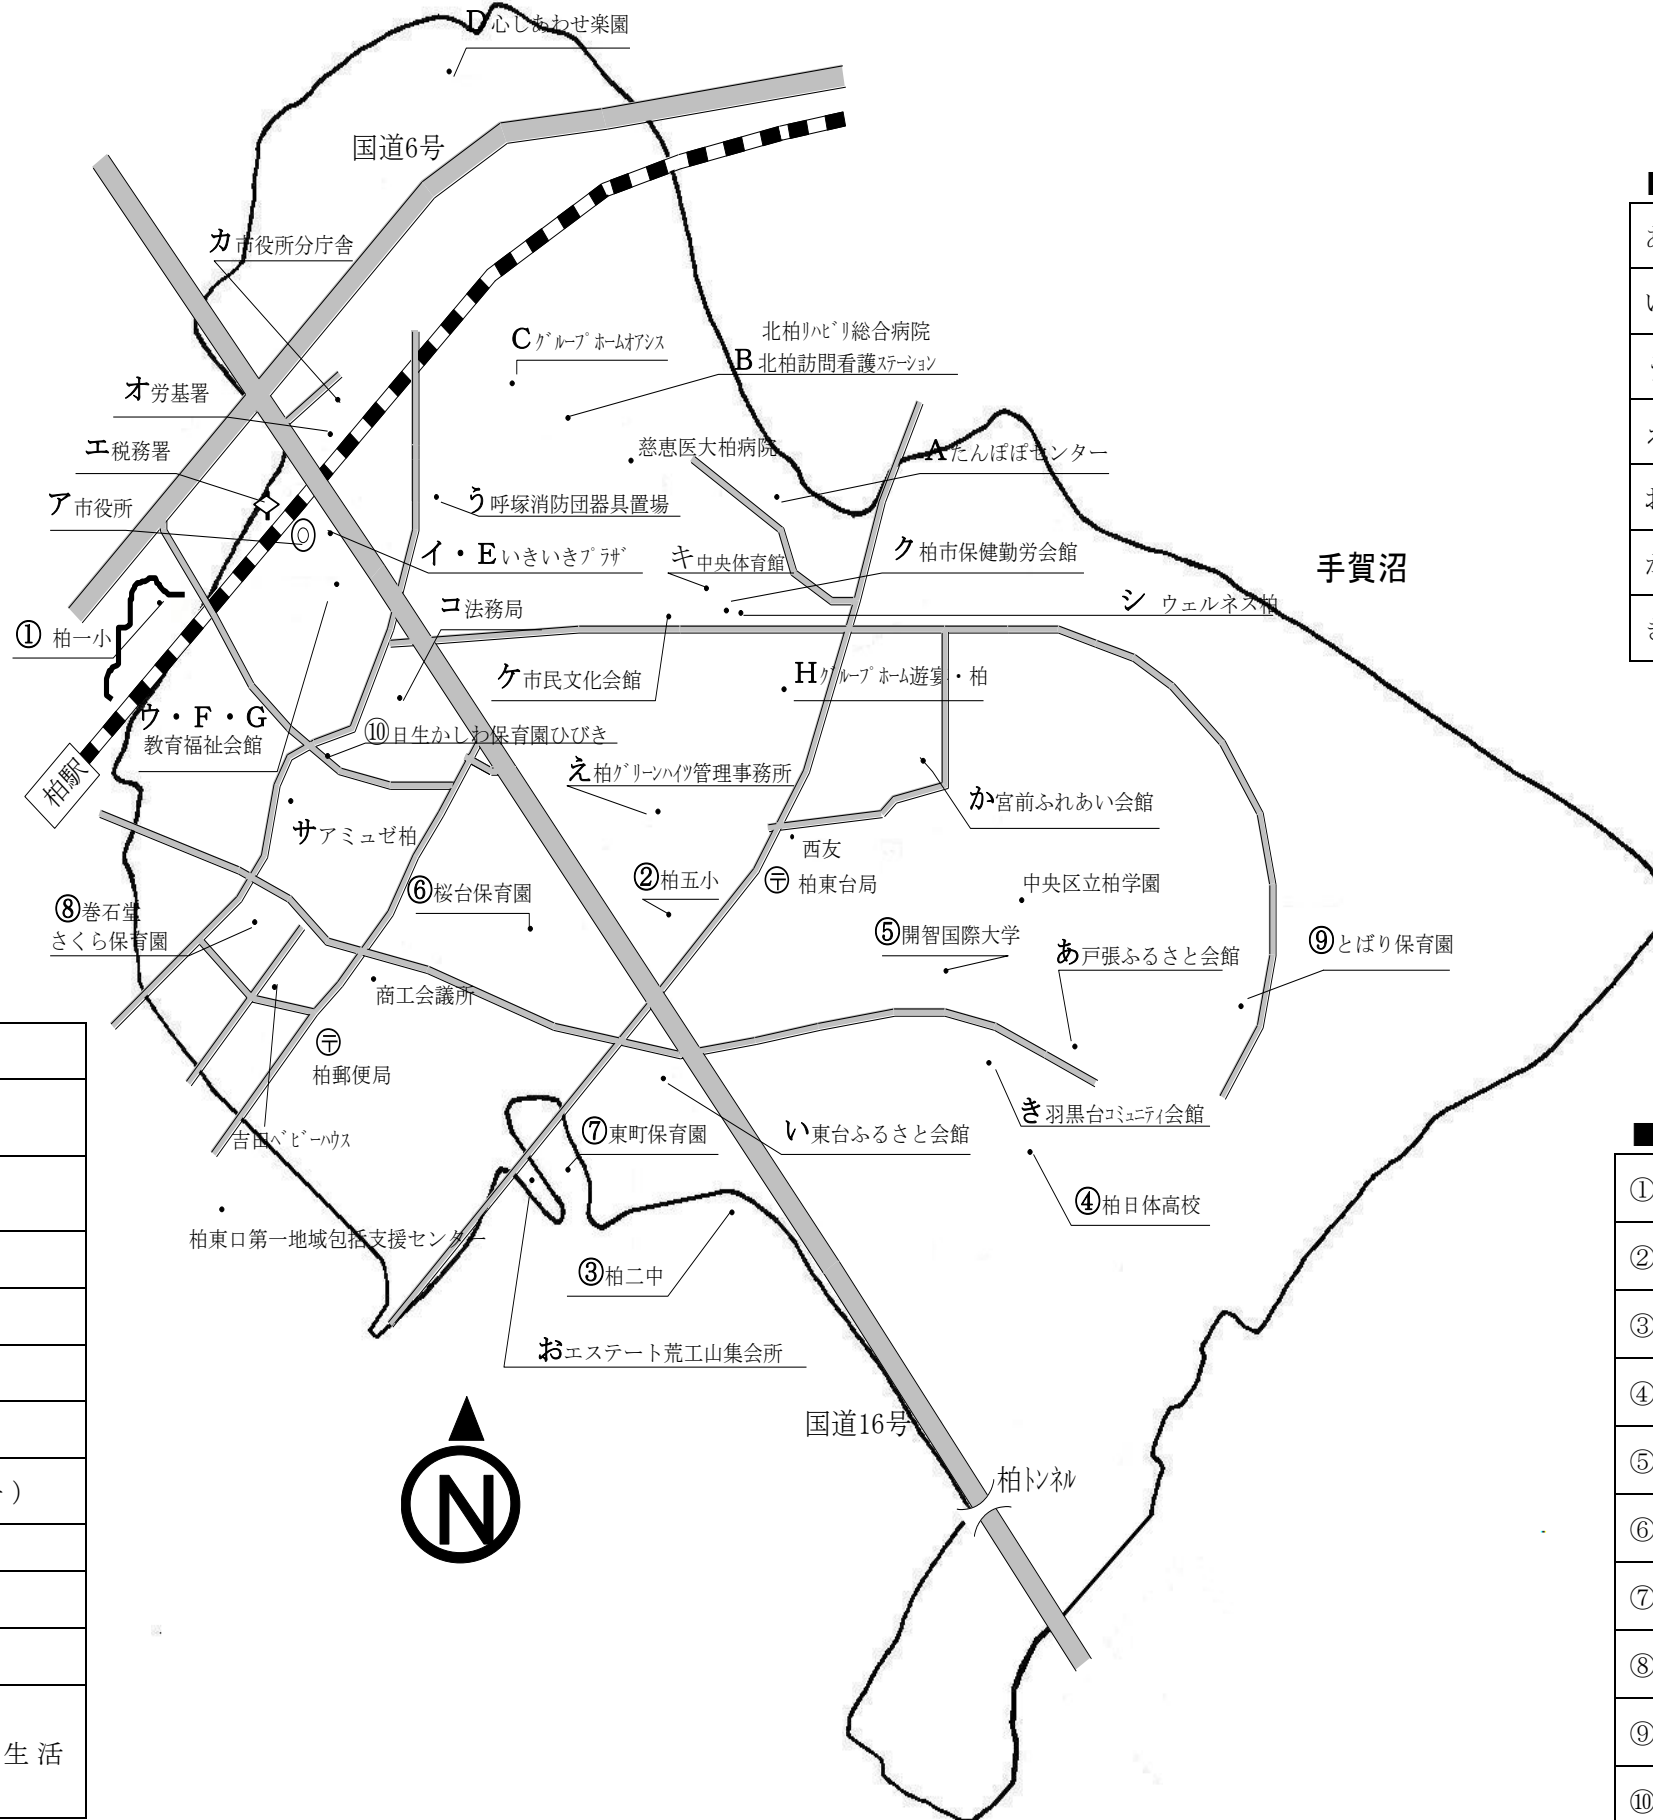 D心しあわせ楽園
国道6号
カ市役所分庁舎
Cグループホームオアシス
北柏リハビリ総合病院
B北柏訪問看護ステーション
オ労基署
エ税務署
慈恵医大柏病院
Aたんぽぽセンター
ア市役所
う呼塚消防団器具置場
イ・Eいきいきプラザ
キ中央体育館
ク柏市保健勤労会館
手賀沼
コ法務局
シ ウェルネス柏
① 柏一小
ケ市民文化会館
Hグループホーム遊宴・柏
ウ・F・G
教育福祉会館
⑩日生かしわ保育園ひびき
柏駅
え柏グリーンハイツ管理事務所
か宮前ふれあい会館
サアミュゼ柏
西友
⑥桜台保育園
②柏五小
〒 柏東台局
中央区立柏学園
⑧巻石堂
さくら保育園
⑤開智国際大学
あ戸張ふるさと会館
⑨とばり保育園
商工会議所
〒
柏郵便局
吉田ベビーハウス
⑦東町保育園
い東台ふるさと会館
き羽黒台コミュニティ会館
④柏日体高校
柏東口第一地域包括支援センター
③柏二中
おエステート荒工山集会所
N
国道16号
柏トンネル
)
生活
■
■
①
②
③
④
⑤
⑥
⑦
⑧
⑨
⑩